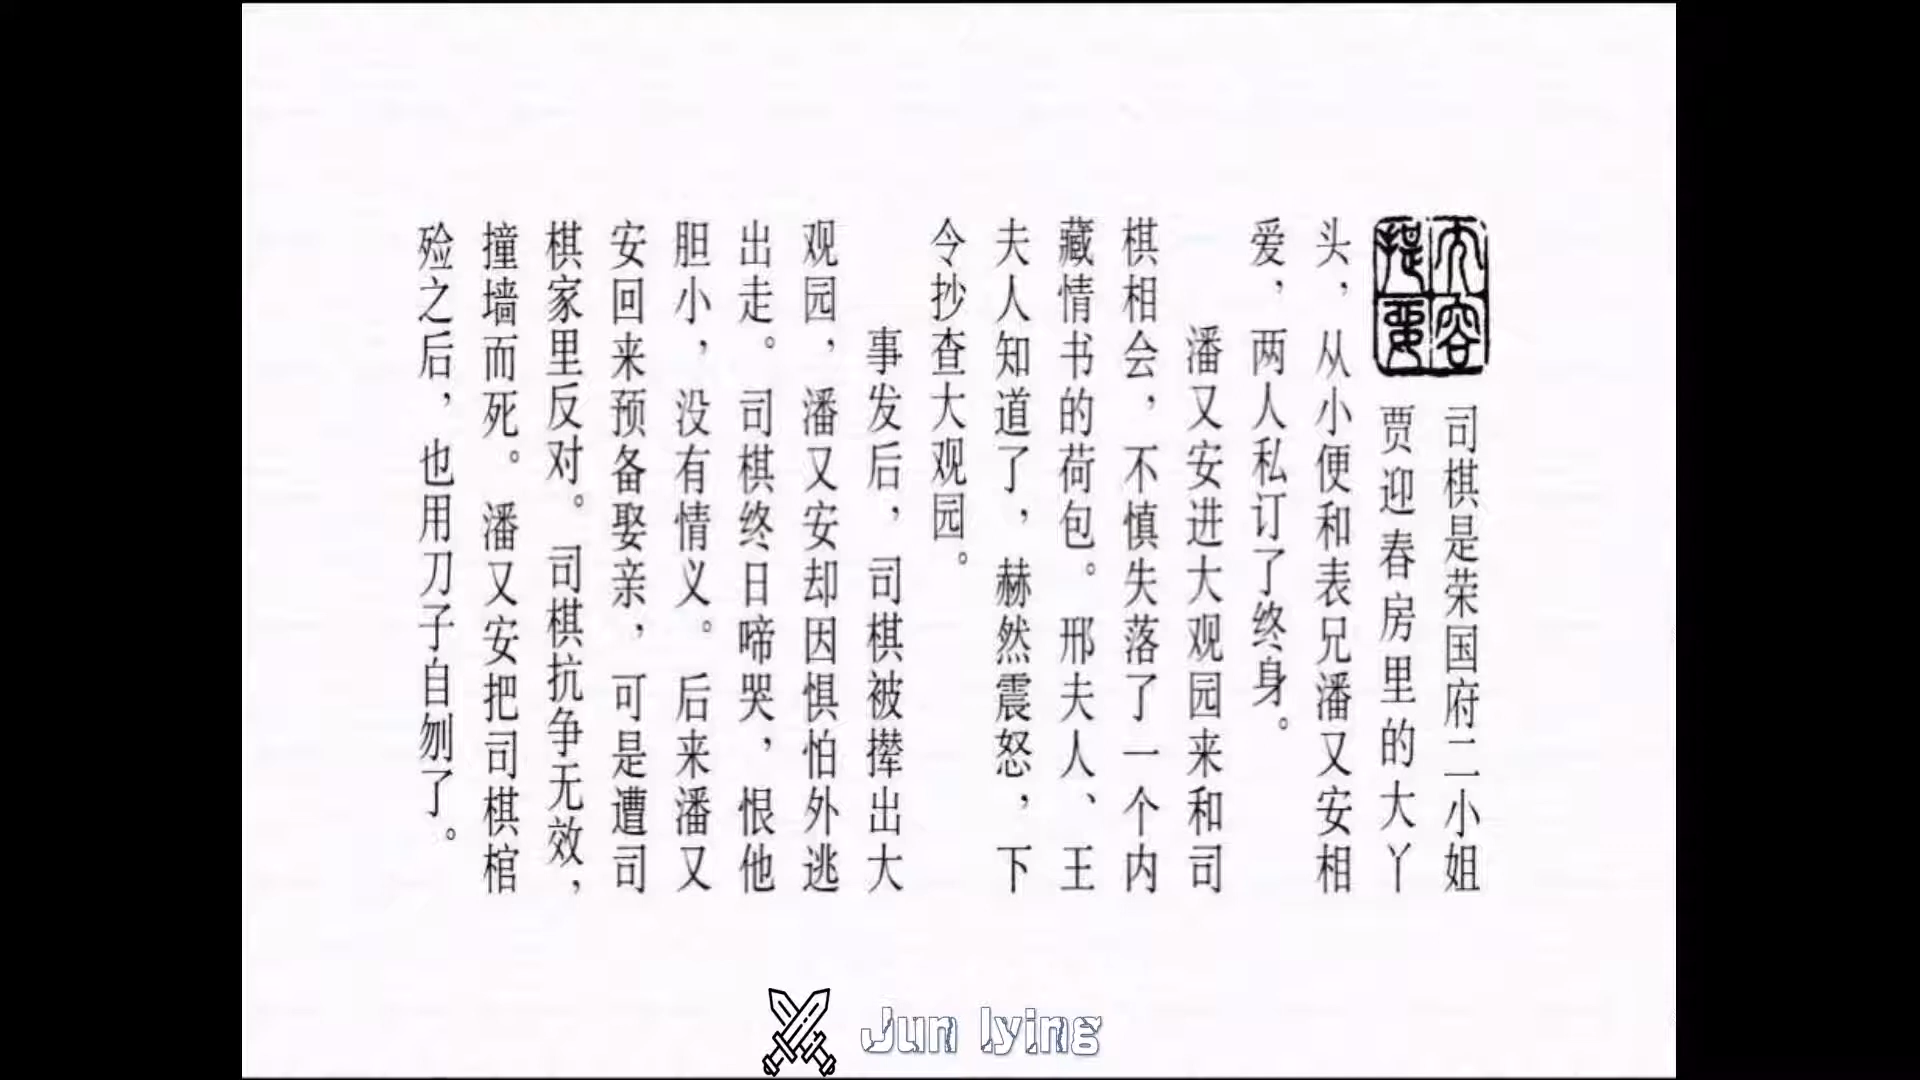 内容提要
司棋是荣国府二小姐
贾迎春房里的大丫
头，从小便和表兄潘又安相
爱，两人私订了终身。
潘又安进大观园来和司
棋相会，不慎失落了一个内
藏情书的荷包。邢夫人、王
夫人知道了，赫然震怒，下
令抄查大观园。
事发后，司棋被撵出大
观园，潘又安却因惧怕外逃
出走。司棋终日啼哭，恨他
胆小，没有情义。后来潘又
安回来预备娶亲，可是遭司
棋家里反对。司棋抗争无效，
撞墙而死。潘又安把司棋棺
殓之后，也用刀子自刎了。
Jun lying